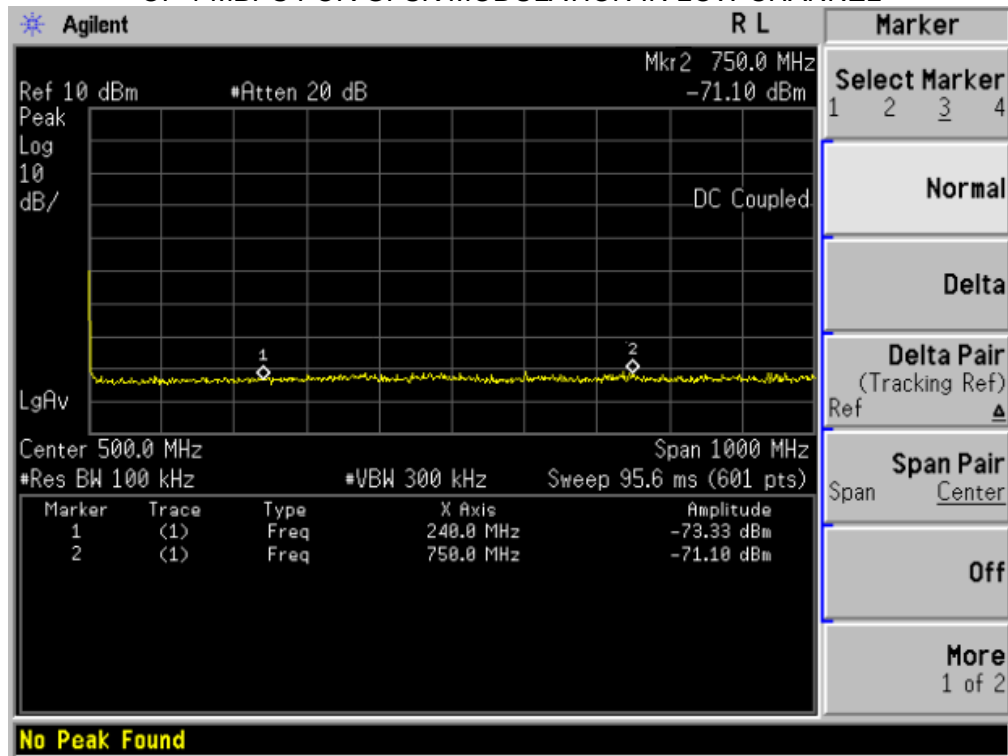 Agilent R L Marker
Mkr2 750.0 MHz
Ref 10 dBm #Atten 20 dB -71.10 dBm
Peak
Log
10
dB/
DC Coupled
1
2
LgAv
Center 500.0 MHz Span 1000 MHz
#Res BW 100 kHz #VBW 300 kHz Sweep 95.6 ms (601 pts)
Marker Trace Type X Axis Amplitude
1 (1) Freq 240.0 MHz -73.33 dBm
2 (1) Freq 750.0 MHz -71.10 dBm
No Peak Found
Select Marker
1 2 3 4
Normal
Delta
Delta Pair
(Tracking Ref)
Ref Δ
Span Pair
Span Center
Off
More
1 of 2